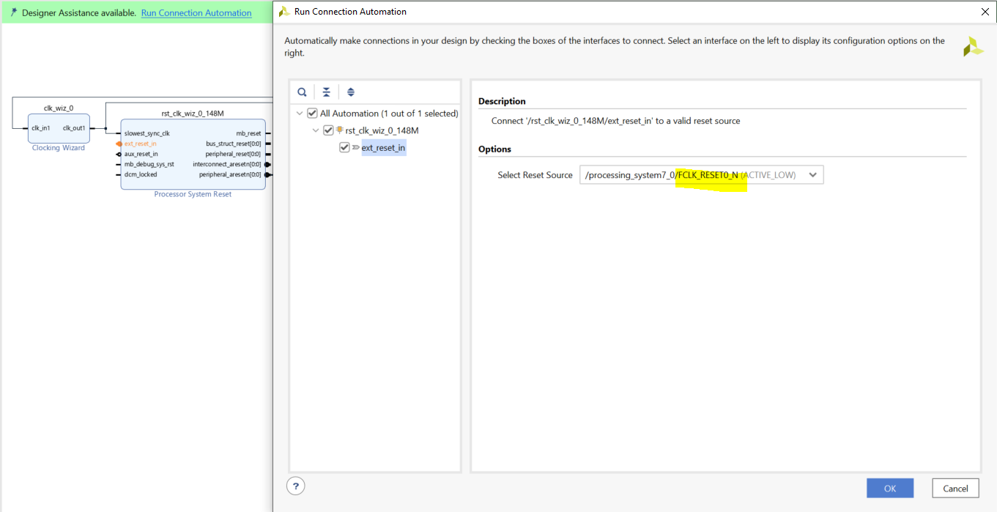 Designer Assistance available. Run Connection Automation
clk_wiz_0
clk_in1 clk_out1
Clocking Wizard
rst_clk_wiz_0_148M
slowest_sync_clk mb_reset
ext_reset_in bus_struct_reset[0:0]
aux_reset_in peripheral_reset[0:0]
mb_debug_sys_rst interconnect_aresetn[0:0]
dcm_locked peripheral_aresetn[0:0]
Processor System Reset
Run Connection Automation
Automatically make connections in your design by checking the boxes of the interfaces to connect. Select an interface on the left to display its configuration options on the
right.
All Automation (1 out of 1 selected)
rst_clk_wiz_0_148M
ext_reset_in
Description
Connect '/rst_clk_wiz_0_148M/ext_reset_in' to a valid reset source
Options
Select Reset Source /processing_system7_0/FCLK_RESET0_N (ACTIVE_LOW)
?
OK Cancel